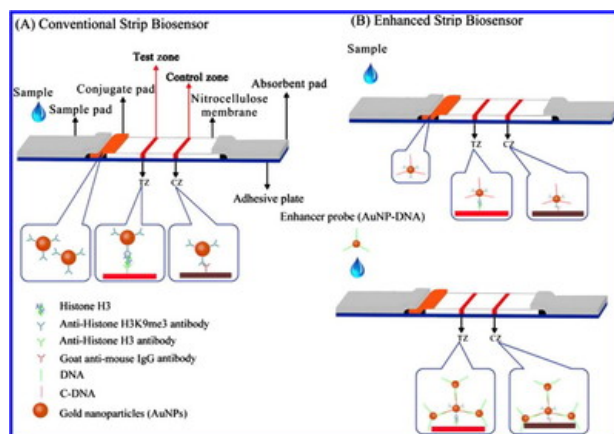 (A) Conventional Strip Biosensor
Test zone
Control zone
Sample
Conjugate pad
Absorbent pad
Sample pad
Nitrocellulose
membrane
TZ
CZ
Adhesive plate
Histone H3
Anti-Histone H3K9me3 antibody
Anti-Histone H3 antibody
Goat anti-mouse IgG antibody
DNA
C-DNA
Gold nanoparticles (AuNPs)
(B) Enhanced Strip Biosensor
Sample
TZ
CZ
Enhancer probe (AuNP-DNA)
TZ
CZ